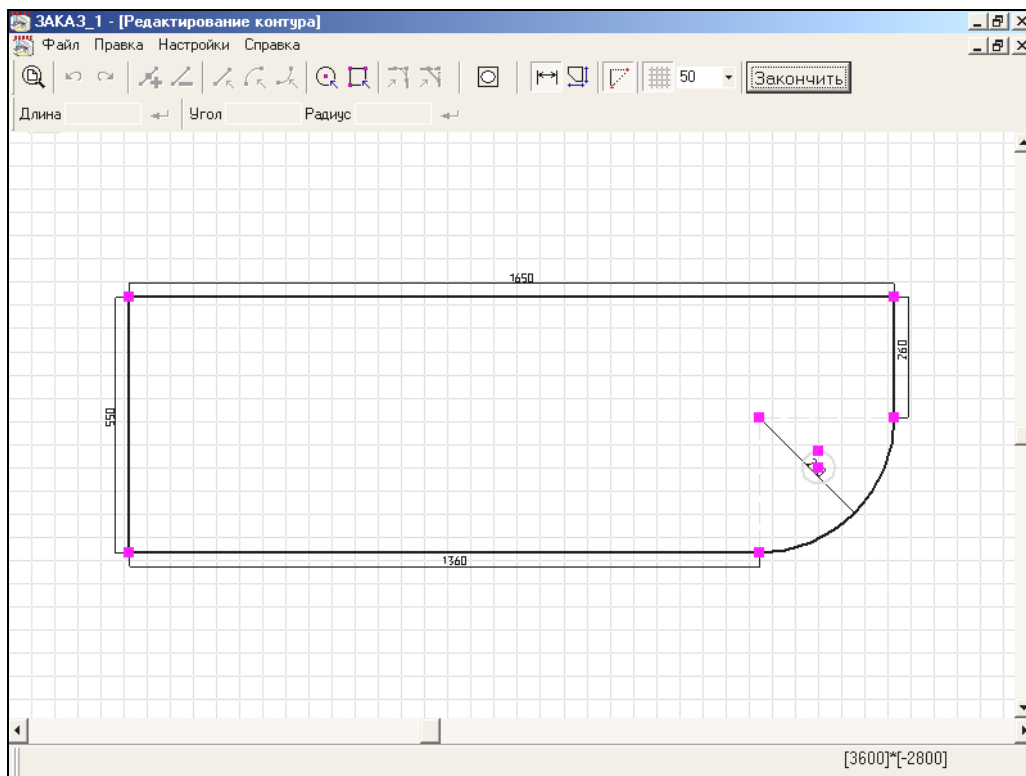 ЗАКАЗ_1 - [Редактирование контура]
Файл Правка Настройки Справка
50 Закончить
Длина Угол Радиус
1650
260
550
1360
[3600]*[-2800]